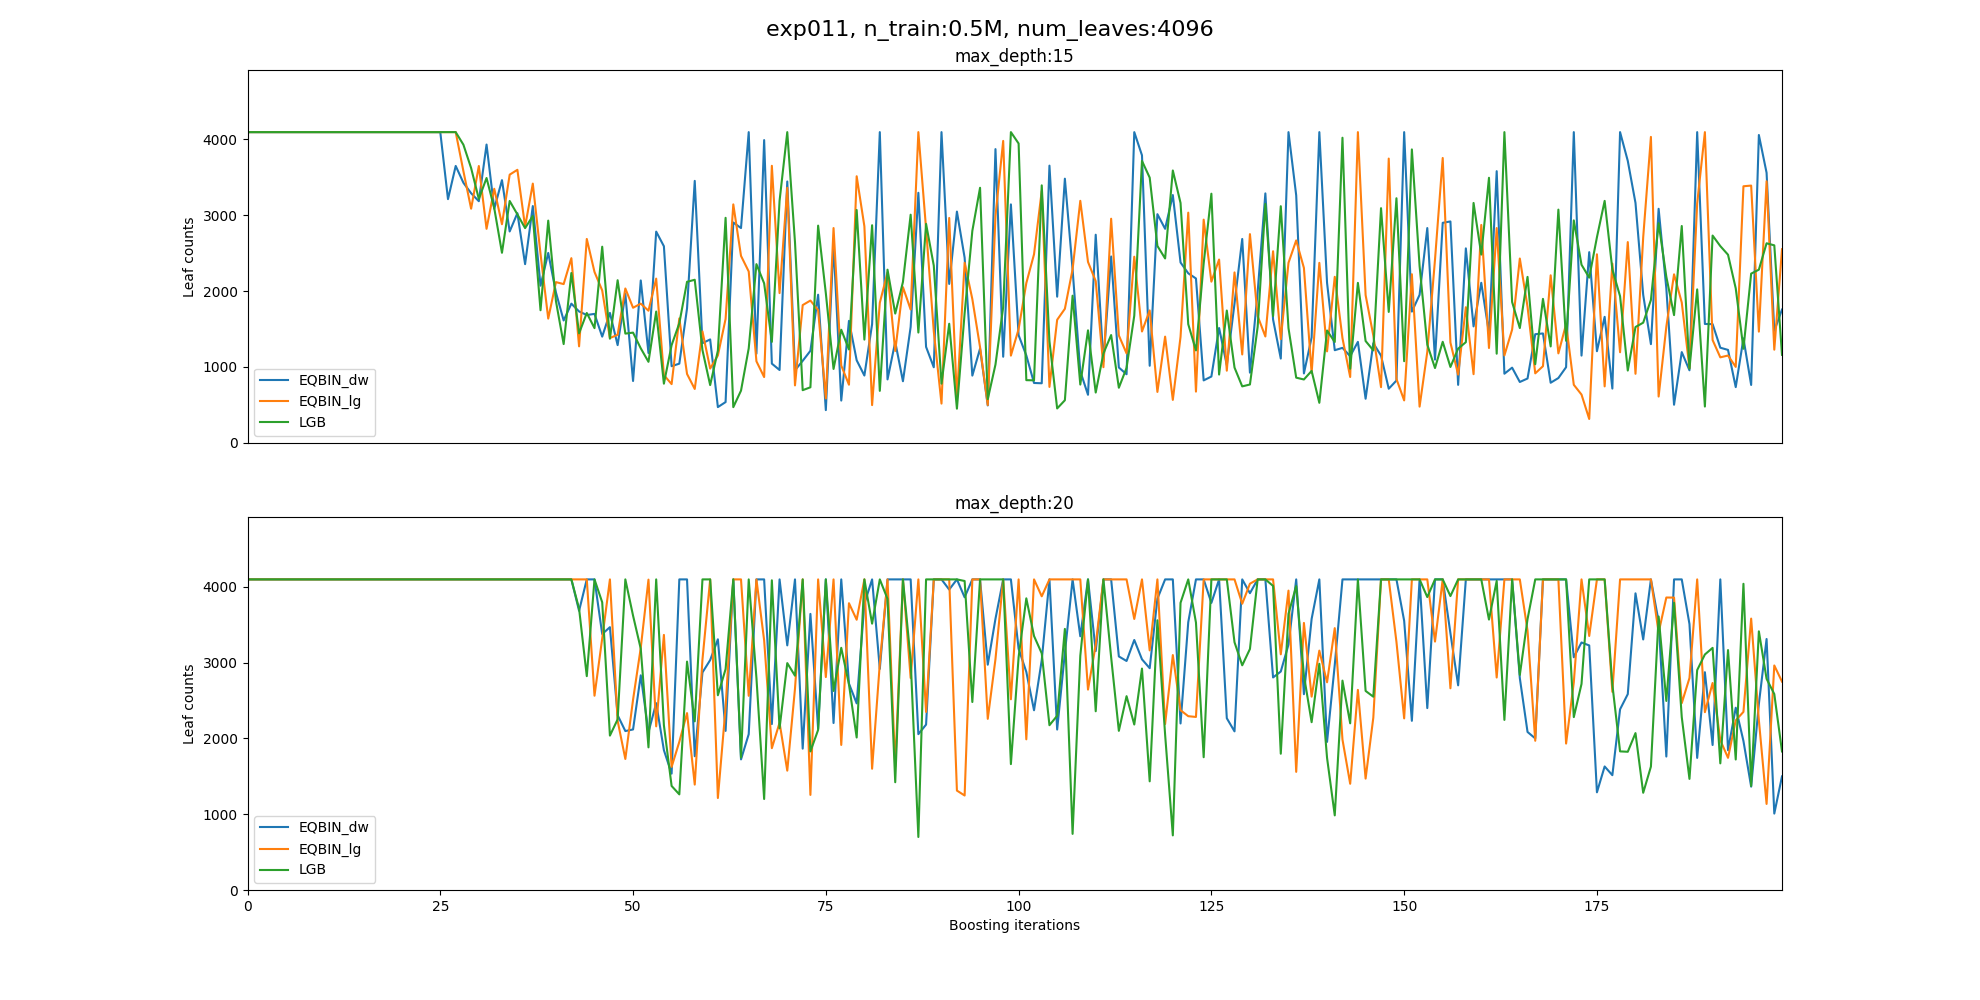 exp011, n_train:0.5M, num_leaves:4096
max_depth:15
Leaf counts
4000
3000
2000
1000
0
EQBIN_dw
EQBIN_lg
LGB
max_depth:20
Leaf counts
4000
3000
2000
1000
0
EQBIN_dw
EQBIN_lg
LGB
0 25 50 75 100 125 150 175
Boosting iterations